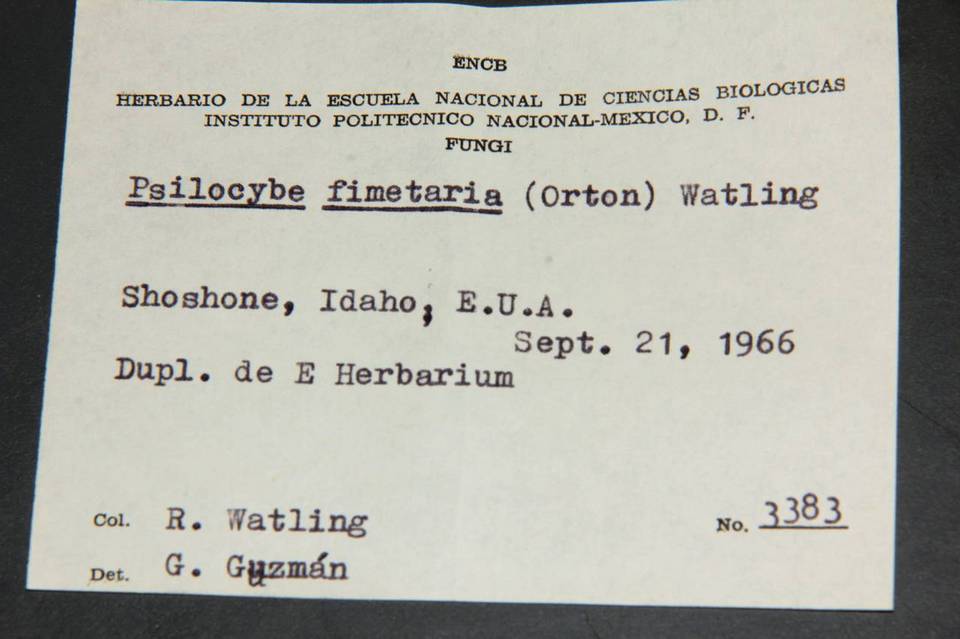 ENCB
HERBARIO DE LA ESCUELA NACIONAL DE CIENCIAS BIOLOGICAS
INSTITUTO POLITECNICO NACIONAL-MEXICO, D. F.
FUNGI
Psilocybe fimetaria (Orton) Watling
Shoshone, Idaho, E.U.A.
Sept. 21, 1966
Dupl. de E Herbarium
Col. R. Watling
No. 3383
Det. G. Guzmán